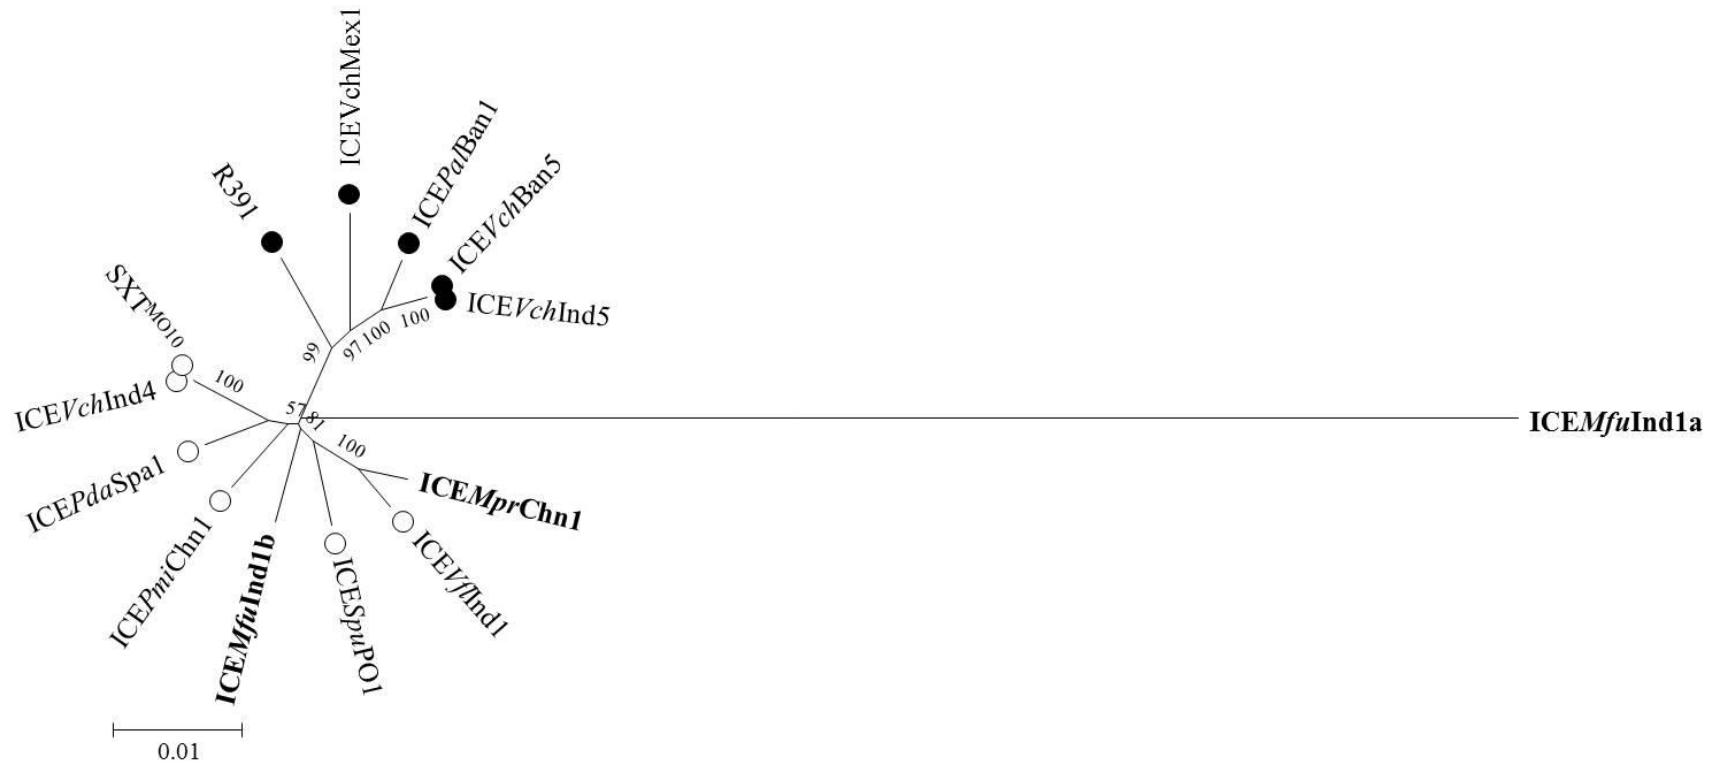 ICEVchMex1
ICEPalBan1
R391
ICEVchBan5
SXTMO10
ICEVchInd5
99
97
100
100
100
ICEVchInd4
57
81
ICEMfuInd1a
100
ICEPdaSpa1
ICEMprChn1
ICEPmiChn1
ICEMfuInd1b
ICESpuPO1
ICEVflInd1
0.01